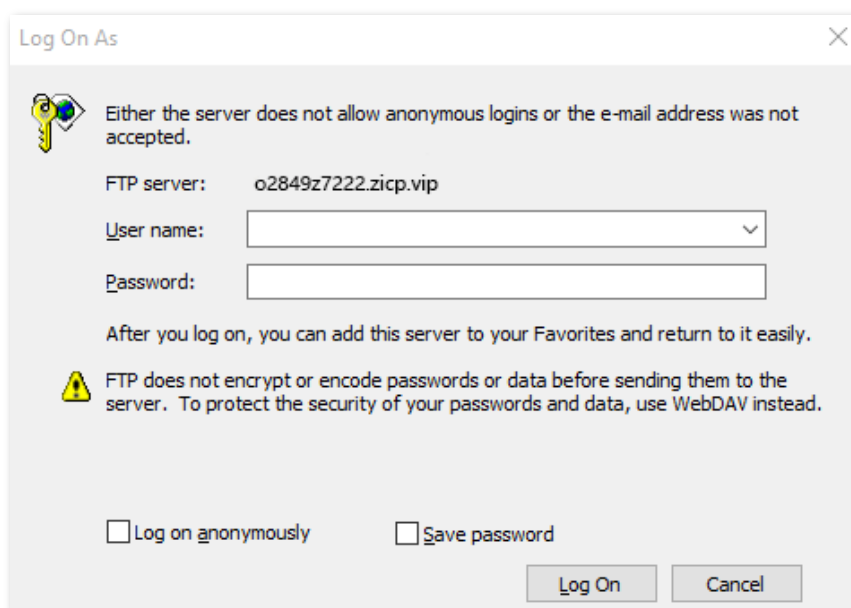 Log On As
Either the server does not allow anonymous logins or the e-mail address was not
accepted.
FTP server: o2849z7222.zicp.vip
User name:
Password:
After you log on, you can add this server to your Favorites and return to it easily.
FTP does not encrypt or encode passwords or data before sending them to the
server. To protect the security of your passwords and data, use WebDAV instead.
Log on anonymously Save password
Log On Cancel